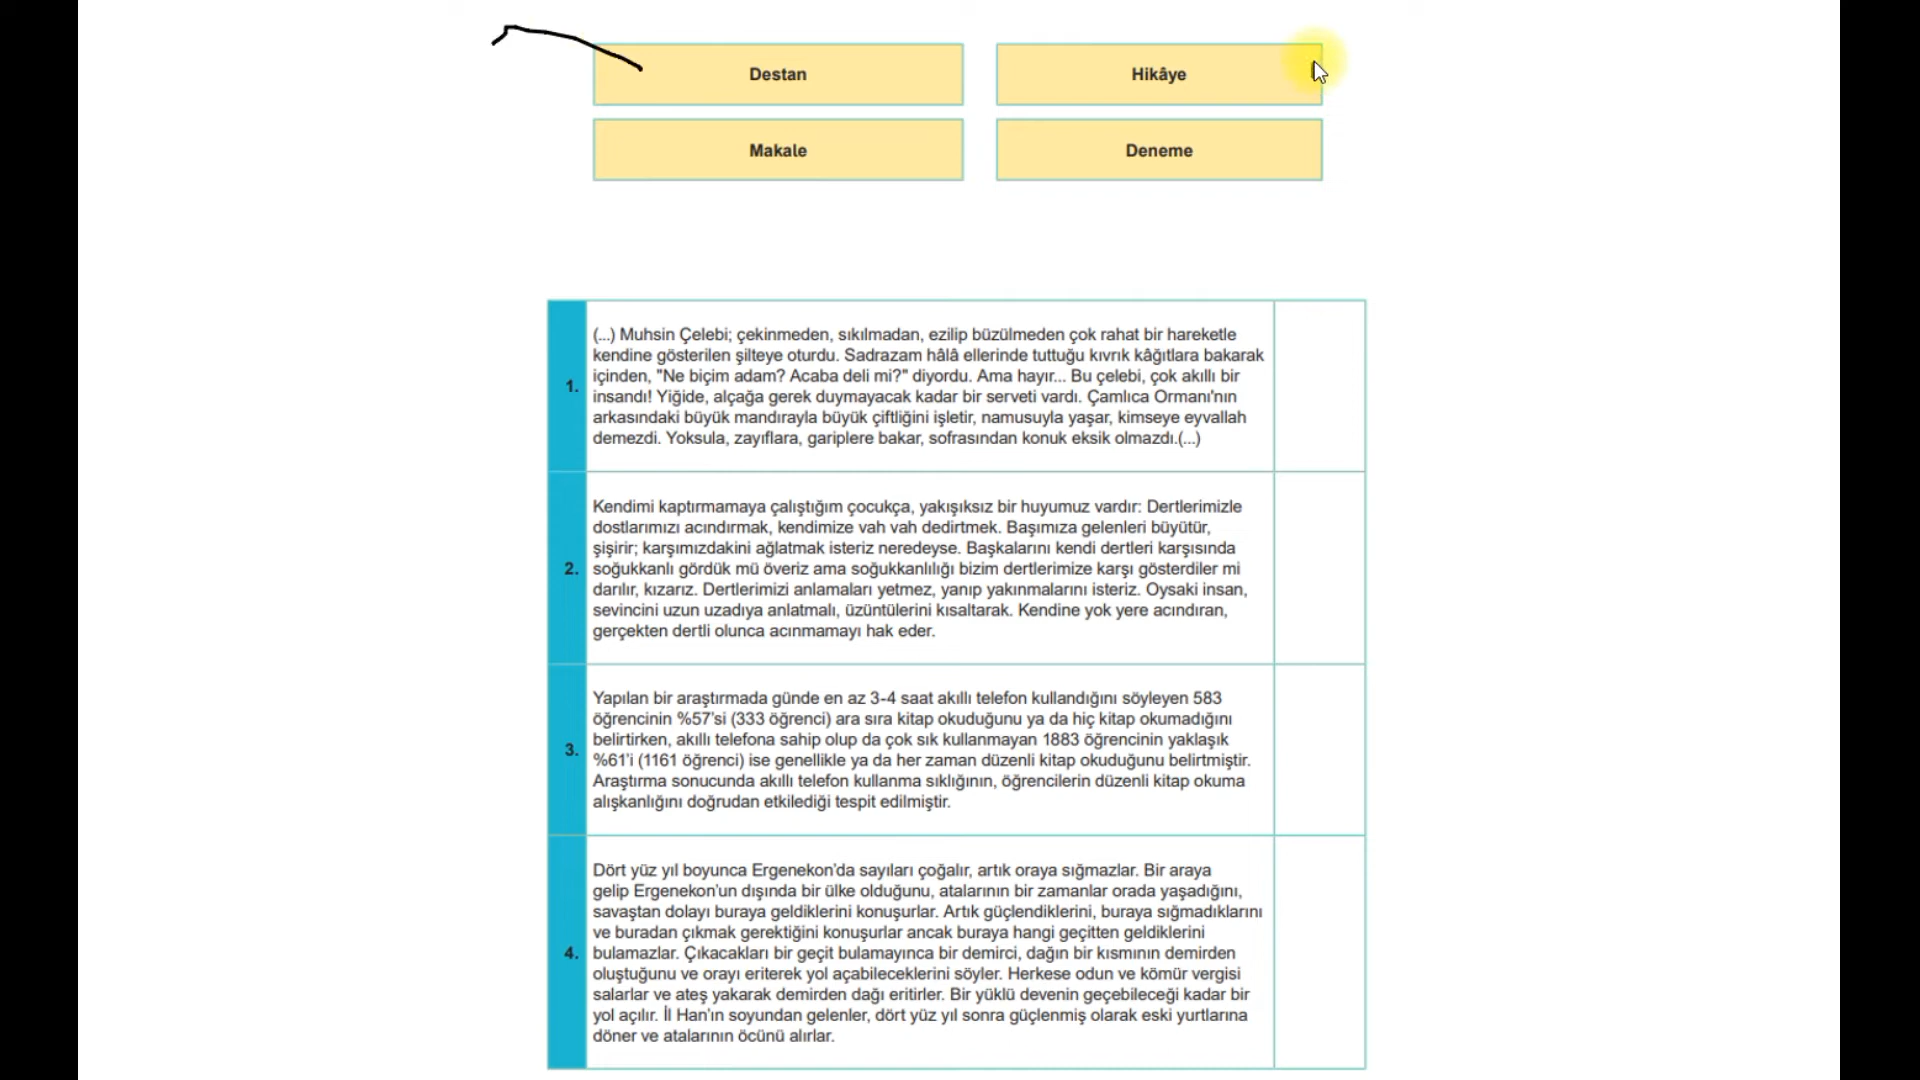 Destan
Hikâye
Makale
Deneme
1.
(...) Muhsin Çelebi; çekinmeden, sıkılmadan, ezilip büzülmeden çok rahat bir hareketle
kendine gösterilen şilteye oturdu. Sadrazam hâlâ ellerinde tuttuğu kıvrık kâğıtlara bakarak
içinden, "Ne biçim adam? Acaba deli mi?" diyordu. Ama hayır... Bu çelebi, çok akıllı bir
insandı! Yiğide, alçağa gerek duymayacak kadar bir serveti vardı. Çamlıca Ormanı'nın
arkasındaki büyük mandırayla büyük çiftliğini işletir, namusuyla yaşar, kimseye eyvallah
demezdi. Yoksula, zayıflara, gariplere bakar, sofrasından konuk eksik olmazdı.(...)
2.
Kendimi kaptırmamaya çalıştığım çocukça, yakışıksız bir huyumuz vardır: Dertlerimizle
dostlarımızı acındırmak, kendimize vah vah dedirtmek. Başımıza gelenleri büyütür,
şişirir; karşımızdakini ağlatmak isteriz neredeyse. Başkalarını kendi dertleri karşısında
soğukkanlı gördük mü överiz ama soğukkanlılığı bizim dertlerimize karşı gösterdiler mi
darılır, kızarız. Dertlerimizi anlamaları yetmez, yanıp yakınmalarını isteriz. Oysaki insan,
sevincini uzun uzadıya anlatmalı, üzüntülerini kısaltarak. Kendine yok yere acındıran,
gerçekten dertli olunca acınmamayı hak eder.
3.
Yapılan bir araştırmada günde en az 3-4 saat akıllı telefon kullandığını söyleyen 583
öğrencinin %57'si (333 öğrenci) ara sıra kitap okuduğunu ya da hiç kitap okumadığını
belirtirken, akıllı telefona sahip olup da çok sık kullanmayan 1883 öğrencinin yaklaşık
%61'i (1161 öğrenci) ise genellikle ya da her zaman düzenli kitap okuduğunu belirtmiştir.
Araştırma sonucunda akıllı telefon kullanma sıklığının, öğrencilerin düzenli kitap okuma
alışkanlığını doğrudan etkilediği tespit edilmiştir.
4.
Dört yüz yıl boyunca Ergenekon'da sayıları çoğalır, artık oraya sığmazlar. Bir araya
gelip Ergenekon'un dışında bir ülke olduğunu, atalarının bir zamanlar orada yaşadığını,
savaştan dolayı buraya geldiklerini konuşurlar. Artık güçlendiklerini, buraya sığmadıklarını
ve buradan çıkmak gerektiğini konuşurlar ancak buraya hangi geçitten geldiklerini
bulamazlar. Çıkacakları bir geçit bulamayınca bir demirci, dağın bir kısmının demirden
oluştuğunu ve orayı eriterek yol açabileceklerini söyler. Herkese odun ve kömür vergisi
salarlar ve ateş yakarak demirden dağı eritirler. Bir yüklü devenin geçebileceği kadar bir
yol açılır. İl Han'ın soyundan gelenler, dört yüz yıl sonra güçlenmiş olarak eski yurtlarına
döner ve atalarının öcünü alırlar.